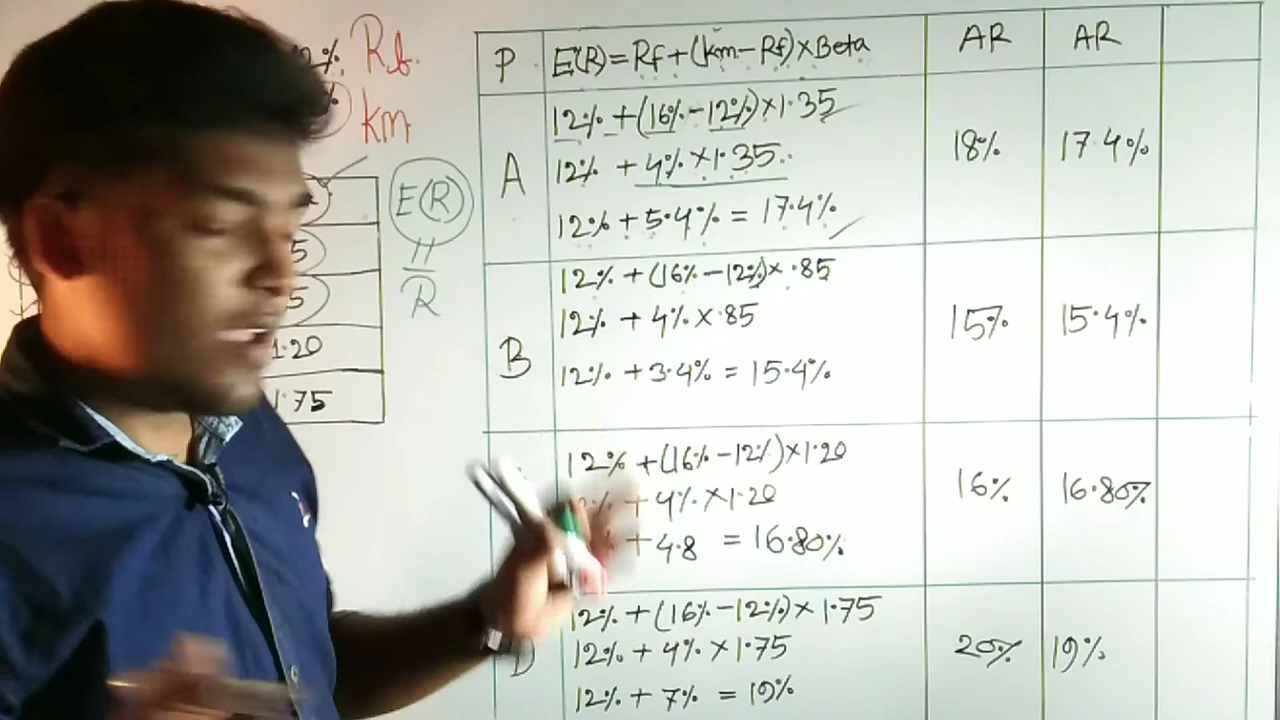 2% Rf.
% km
E(R)
=
R
5
5
1.20
1.75
P E(R)=Rf+(km-Rf)×Beta AR AR
12% +(16%-12%)×1.35
A 12% + 4%×1.35 18% 17.4%
12% + 5.4% = 17.4%
12% +(16%-12%)× .85
12% + 4%×.85 15% 15.4%
B 12% +3.4% = 15.4%
12% +(16%-12%)×1.20
+ 4%×1.20 16% 16.80%
+ 4.8 = 16.80%
12% +(16%-12%)× 1.75
D 12% + 4% × 1.75 20% 19%
12% + 7% = 19%